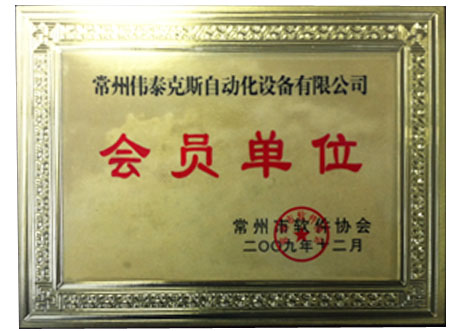 常州伟泰克斯自动化设备有限公司
会员单位
常州市软件协会
二〇〇九年十二月